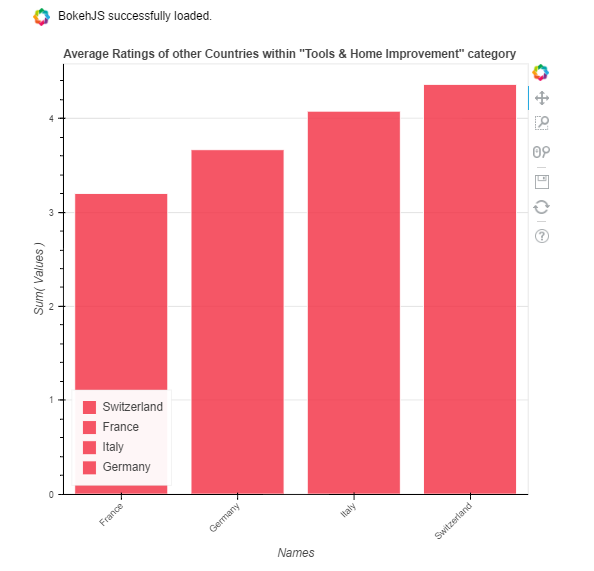 BokehJS successfully loaded.
Average Ratings of other Countries within "Tools & Home Improvement" category
4
3
2
1
0
Sum( Values )
Switzerland
France
Italy
Germany
France
Germany
Italy
Switzerland
Names